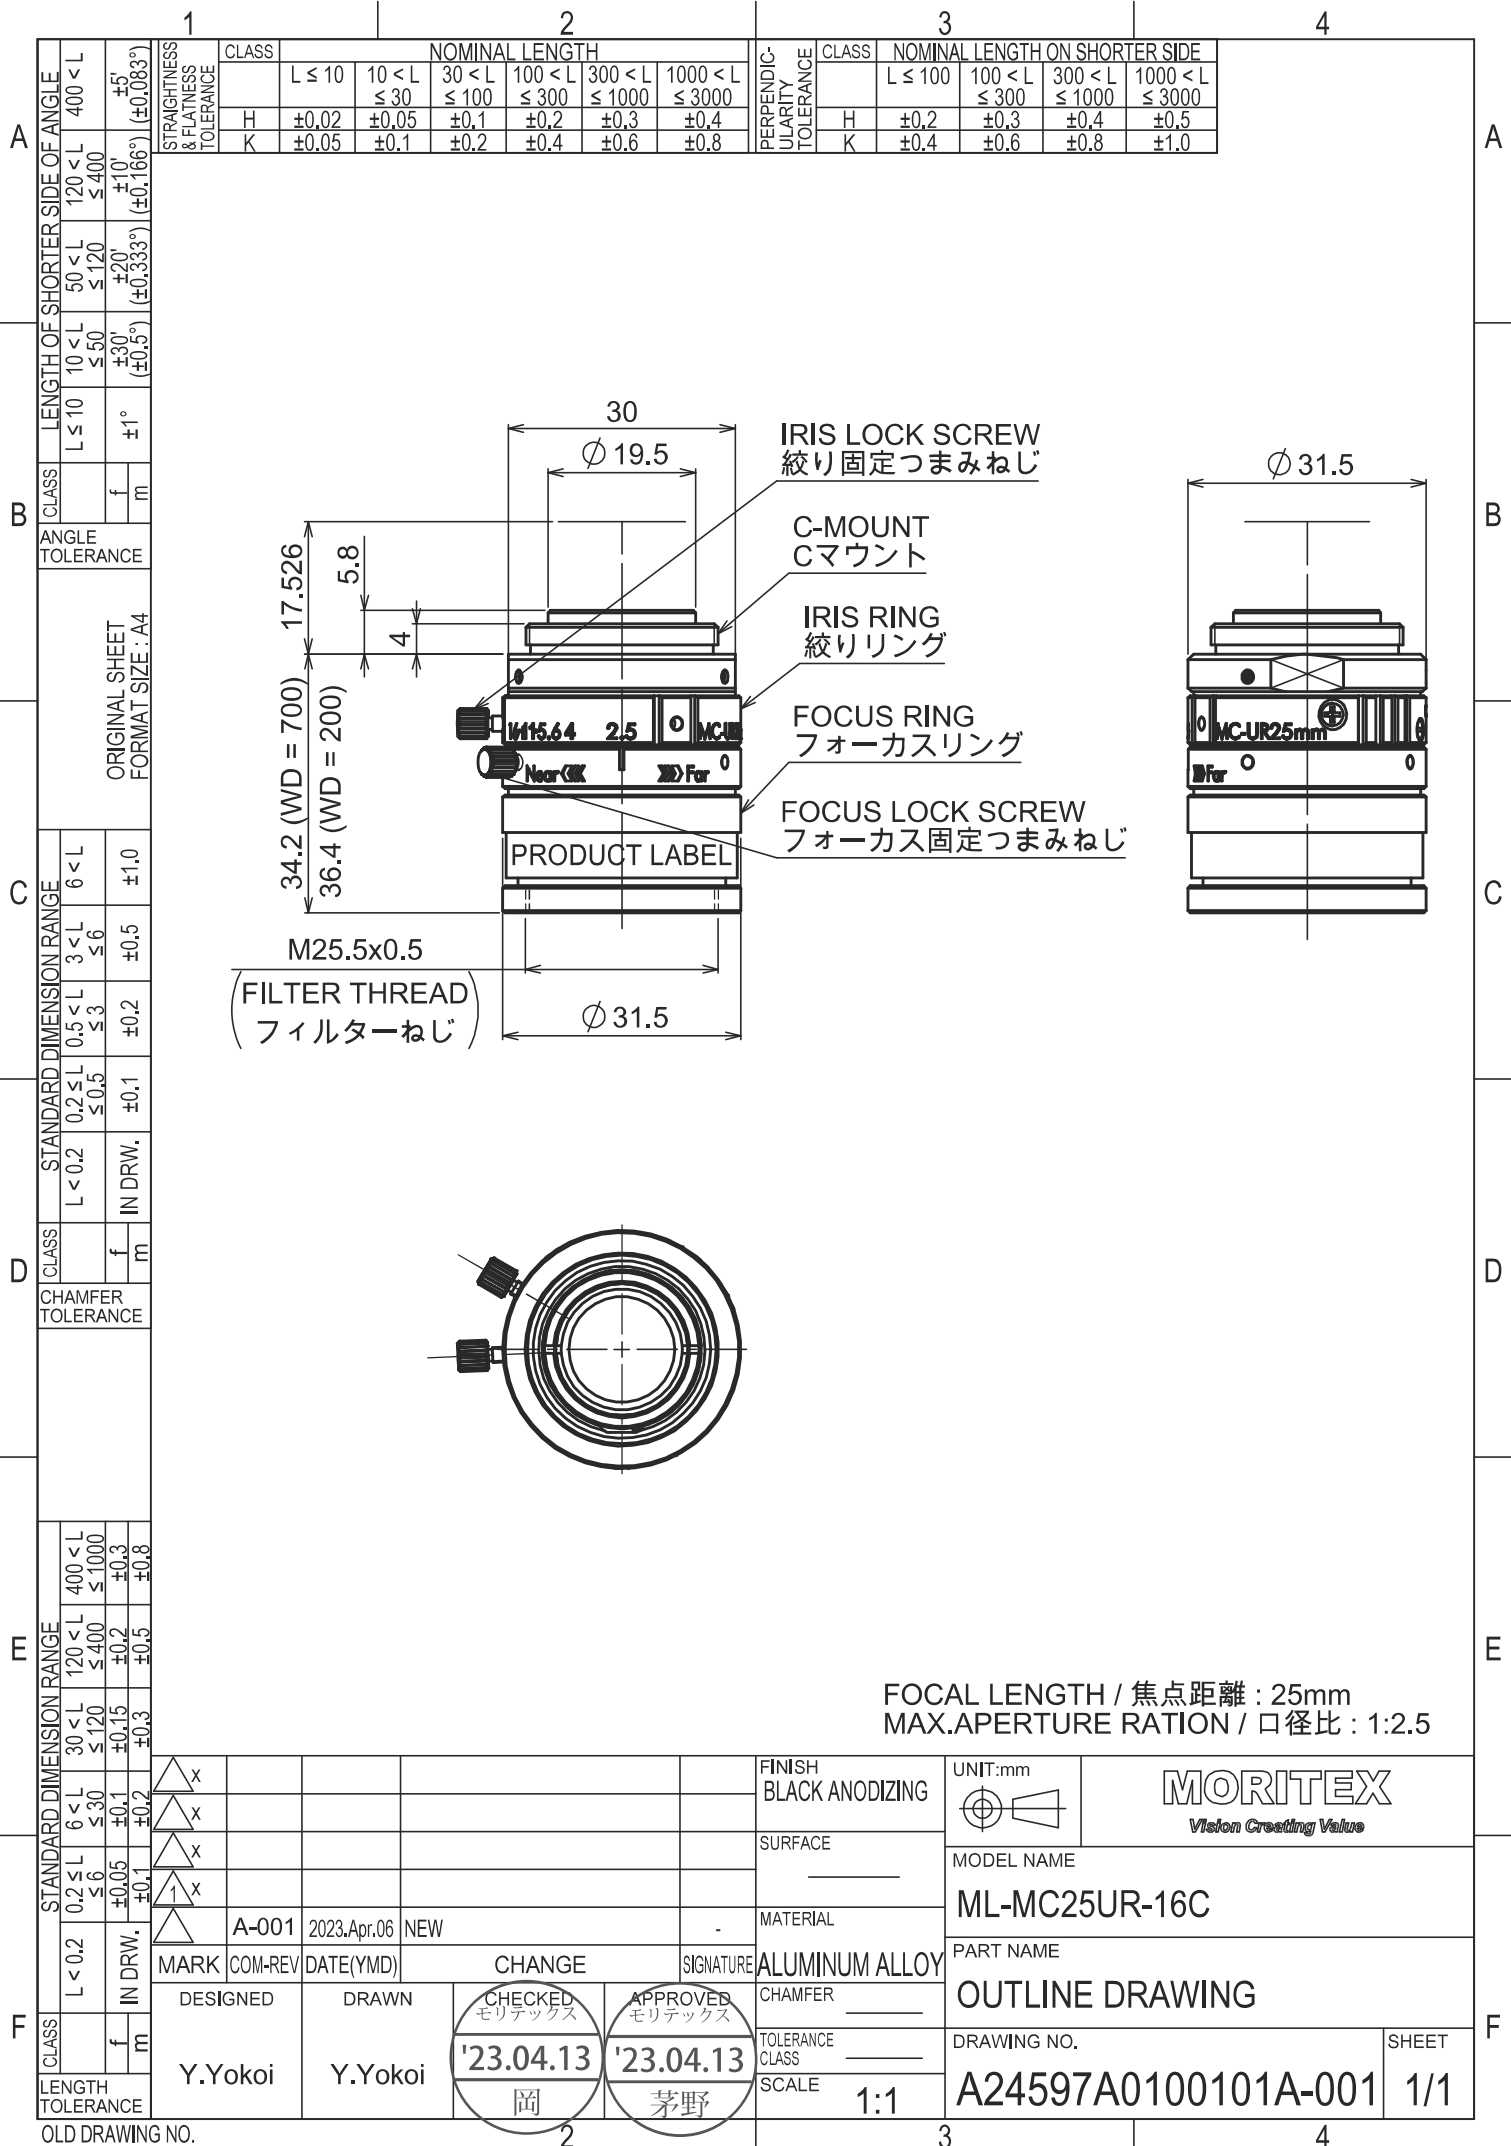 1 2 3 4
STRAIGHTNESS
& FLATNESS
TOLERANCE
CLASS NOMINAL LENGTH
L ≤ 10 10 < L ≤ 30 30 < L ≤ 100 100 < L ≤ 300 300 < L ≤ 1000 1000 < L ≤ 3000
H ±0.02 ±0.05 ±0.1 ±0.2 ±0.3 ±0.4
K ±0.05 ±0.1 ±0.2 ±0.4 ±0.6 ±0.8
PERPENDIC-
ULARITY
TOLERANCE
CLASS NOMINAL LENGTH ON SHORTER SIDE
L ≤ 100 100 < L ≤ 300 300 < L ≤ 1000 1000 < L ≤ 3000
H ±0.2 ±0.3 ±0.4 ±0.5
K ±0.4 ±0.6 ±0.8 ±1.0
A A
B B
C C
D D
E E
F F
ANGLE
TOLERANCE
CLASS LENGTH OF SHORTER SIDE OF ANGLE
L ≤ 10 10 < L ≤ 50 50 < L ≤ 120 120 < L ≤ 400 400 < L
f m
±1° ±30' (±0.5°) ±20' (±0.333°) ±10' (±0.166°) ±5' (±0.083°)
ORIGINAL SHEET
FORMAT SIZE : A4
CHAMFER
TOLERANCE
CLASS STANDARD DIMENSION RANGE
L < 0.2 0.2 ≤ L ≤ 0.5 0.5 < L ≤ 3 3 < L ≤ 6 6 < L
f m
IN DRW. ±0.1 ±0.2 ±0.5 ±1.0
LENGTH
TOLERANCE
CLASS STANDARD DIMENSION RANGE
L < 0.2 0.2 ≤ L ≤ 6 6 < L ≤ 30 30 < L ≤ 120 120 < L ≤ 400 400 < L ≤ 1000
f IN DRW. ±0.05 ±0.1 ±0.15 ±0.2 ±0.3
m ±0.1 ±0.2 ±0.3 ±0.5 ±0.8
OLD DRAWING NO.
30
∅ 19.5
17.526
5.8
4
34.2 (WD = 700)
36.4 (WD = 200)
IRIS LOCK SCREW
絞り固定つまみねじ
C-MOUNT
Cマウント
IRIS RING
絞りリング
FOCUS RING
フォーカスリング
FOCUS LOCK SCREW
フォーカス固定つまみねじ
16 11 5.6 4 2.5
Near Far
PRODUCT LABEL
M25.5x0.5
(FILTER THREAD
フィルターねじ)
∅ 31.5
∅ 31.5
MC-UR25mm
Far
FOCAL LENGTH / 焦点距離 : 25mm
MAX.APERTURE RATION / 口径比 : 1:2.5
x
x
x
1 x
A-001 2023.Apr.06 NEW -
MARK COM-REV DATE(YMD) CHANGE SIGNATURE
DESIGNED DRAWN CHECKED APPROVED
モリテックス モリテックス
Y.Yokoi Y.Yokoi '23.04.13 '23.04.13
岡 茅野
FINISH
BLACK ANODIZING
SURFACE
MATERIAL
ALUMINUM ALLOY
CHAMFER
TOLERANCE
CLASS
SCALE 1:1
UNIT:mm
MORITEX
Vision Creating Value
MODEL NAME
ML-MC25UR-16C
PART NAME
OUTLINE DRAWING
DRAWING NO.
A24597A0100101A-001
SHEET
1/1
2 3 4